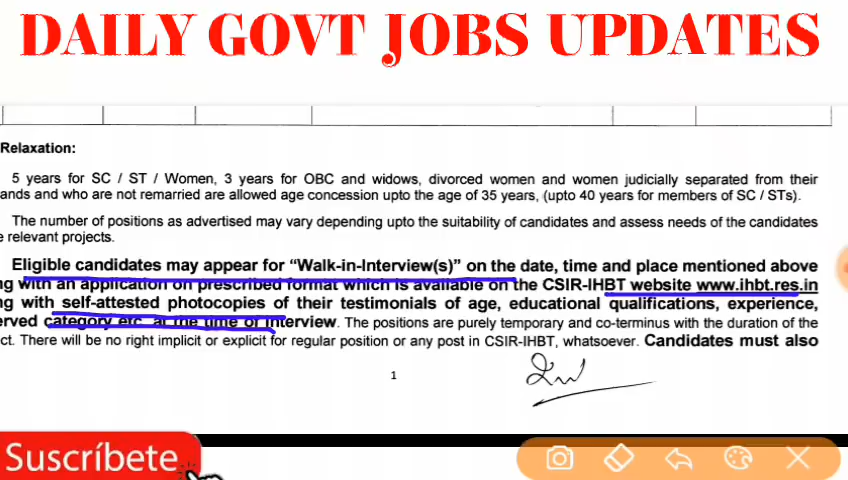 DAILY GOVT JOBS UPDATES
Relaxation:
5 years for SC / ST / Women, 3 years for OBC and widows, divorced women and women judicially separated from their
ands and who are not remarried are allowed age concession upto the age of 35 years, (upto 40 years for members of SC / STs).
The number of positions as advertised may vary depending upto the suitability of candidates and assess needs of the candidates
e relevant projects.
Eligible candidates may appear for “Walk-in-Interview(s)” on the date, time and place mentioned above
ng with an application on prescribed format which is available on the CSIR-IHBT website www.ihbt.res.in
ng with self-attested photocopies of their testimonials of age, educational qualifications, experience,
erved category etc. at the time of interview. The positions are purely temporary and co-terminus with the duration of the
ct. There will be no right implicit or explicit for regular position or any post in CSIR-IHBT, whatsoever. Candidates must also
1
Suscríbete